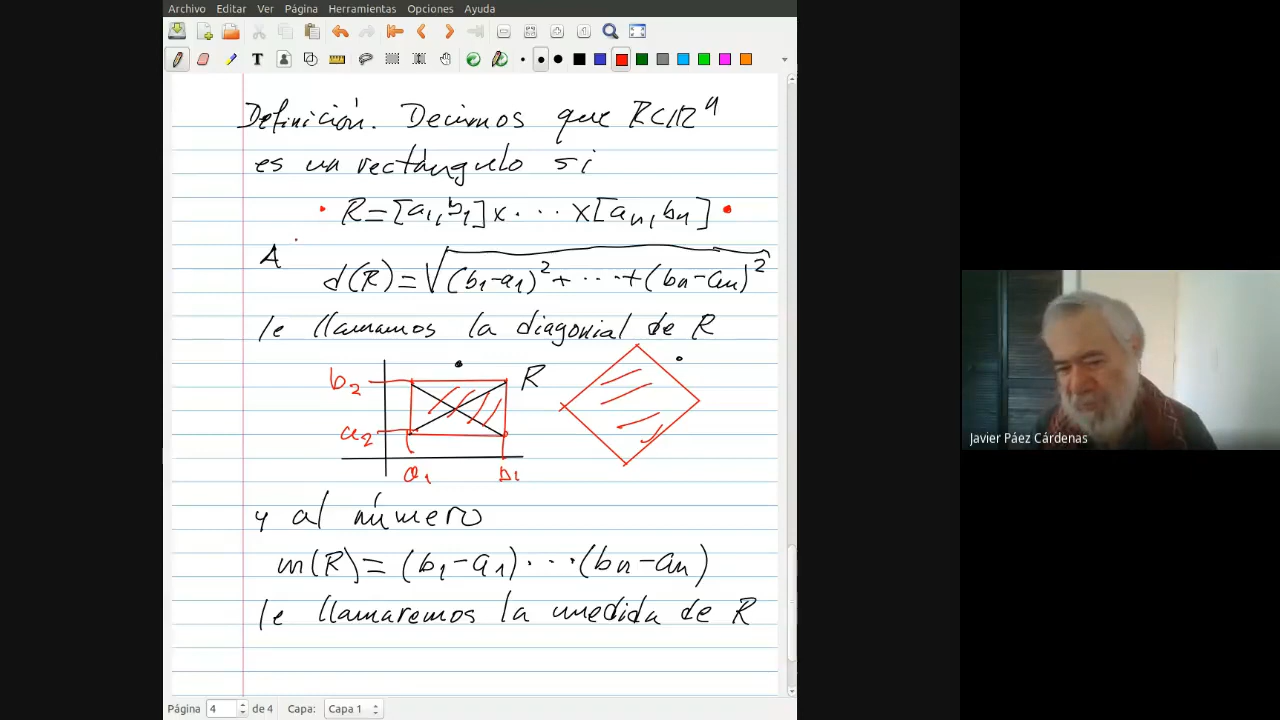 Archivo Editar Ver Página Herramientas Opciones Ayuda
Definición. Decimos que R⊂ℝⁿ
es un rectángulo si
R=[a₁,b₁]x···x[aₙ,bₙ]
A
d(R)=√(b₁-a₁)²+···+(bₙ-aₙ)²
le llamamos la diagonial de R
b₂
R
a₂
a₁ b₁
y al número
m(R)=(b₁-a₁)···(bₙ-aₙ)
le llamaremos la medida de R
Javier Páez Cárdenas
Página 4 de 4 Capa: Capa 1